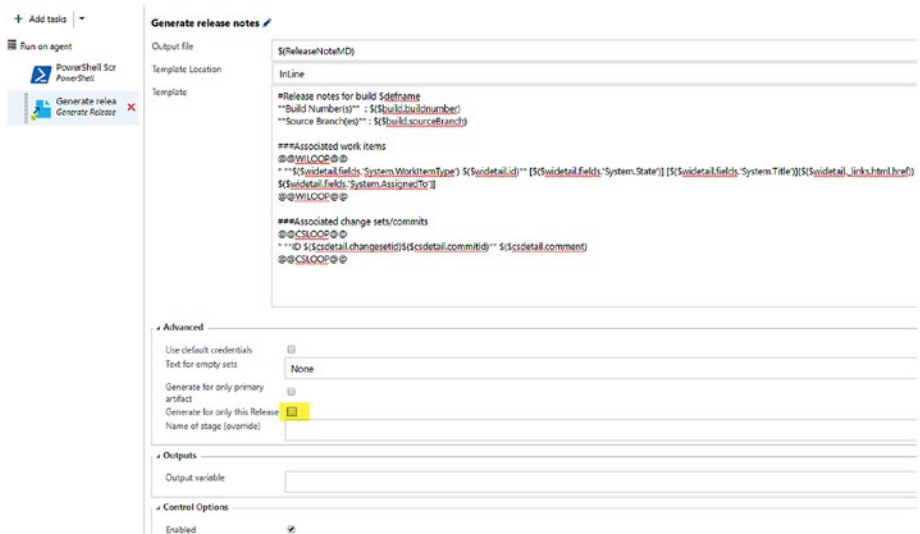 + Add tasks
Run on agent
PowerShell Scr
PowerShell
Generate relea
Generate Release
Generate release notes
Output file
$(ReleaseNoteMD)
Template Location
InLine
Template
#Release notes for build $defname
**Build Number(s)** : $($build.buildnumber)
**Source Branch(es)** : $($build.sourceBranch)
###Associated work items
@@WILOOP@@
* **$($widetail.fields.'System.WorkItemType') $($widetail.id)** [$($widetail.fields.'System.State')] [$($widetail.fields.'System.Title')]($($widetail._links.html.href))
$($widetail.fields.'System.AssignedTo')]
@@WILOOP@@
###Associated change sets/commits
@@CSLOOP@@
* **ID $($csdetail.changesetid)$($csdetail.commitid)** $($csdetail.comment)
@@CSLOOP@@
Advanced
Use default credentials
Text for empty sets
None
Generate for only primary
artifact
Generate for only this Release
Name of stage (override)
Outputs
Output variable
Control Options
Enabled